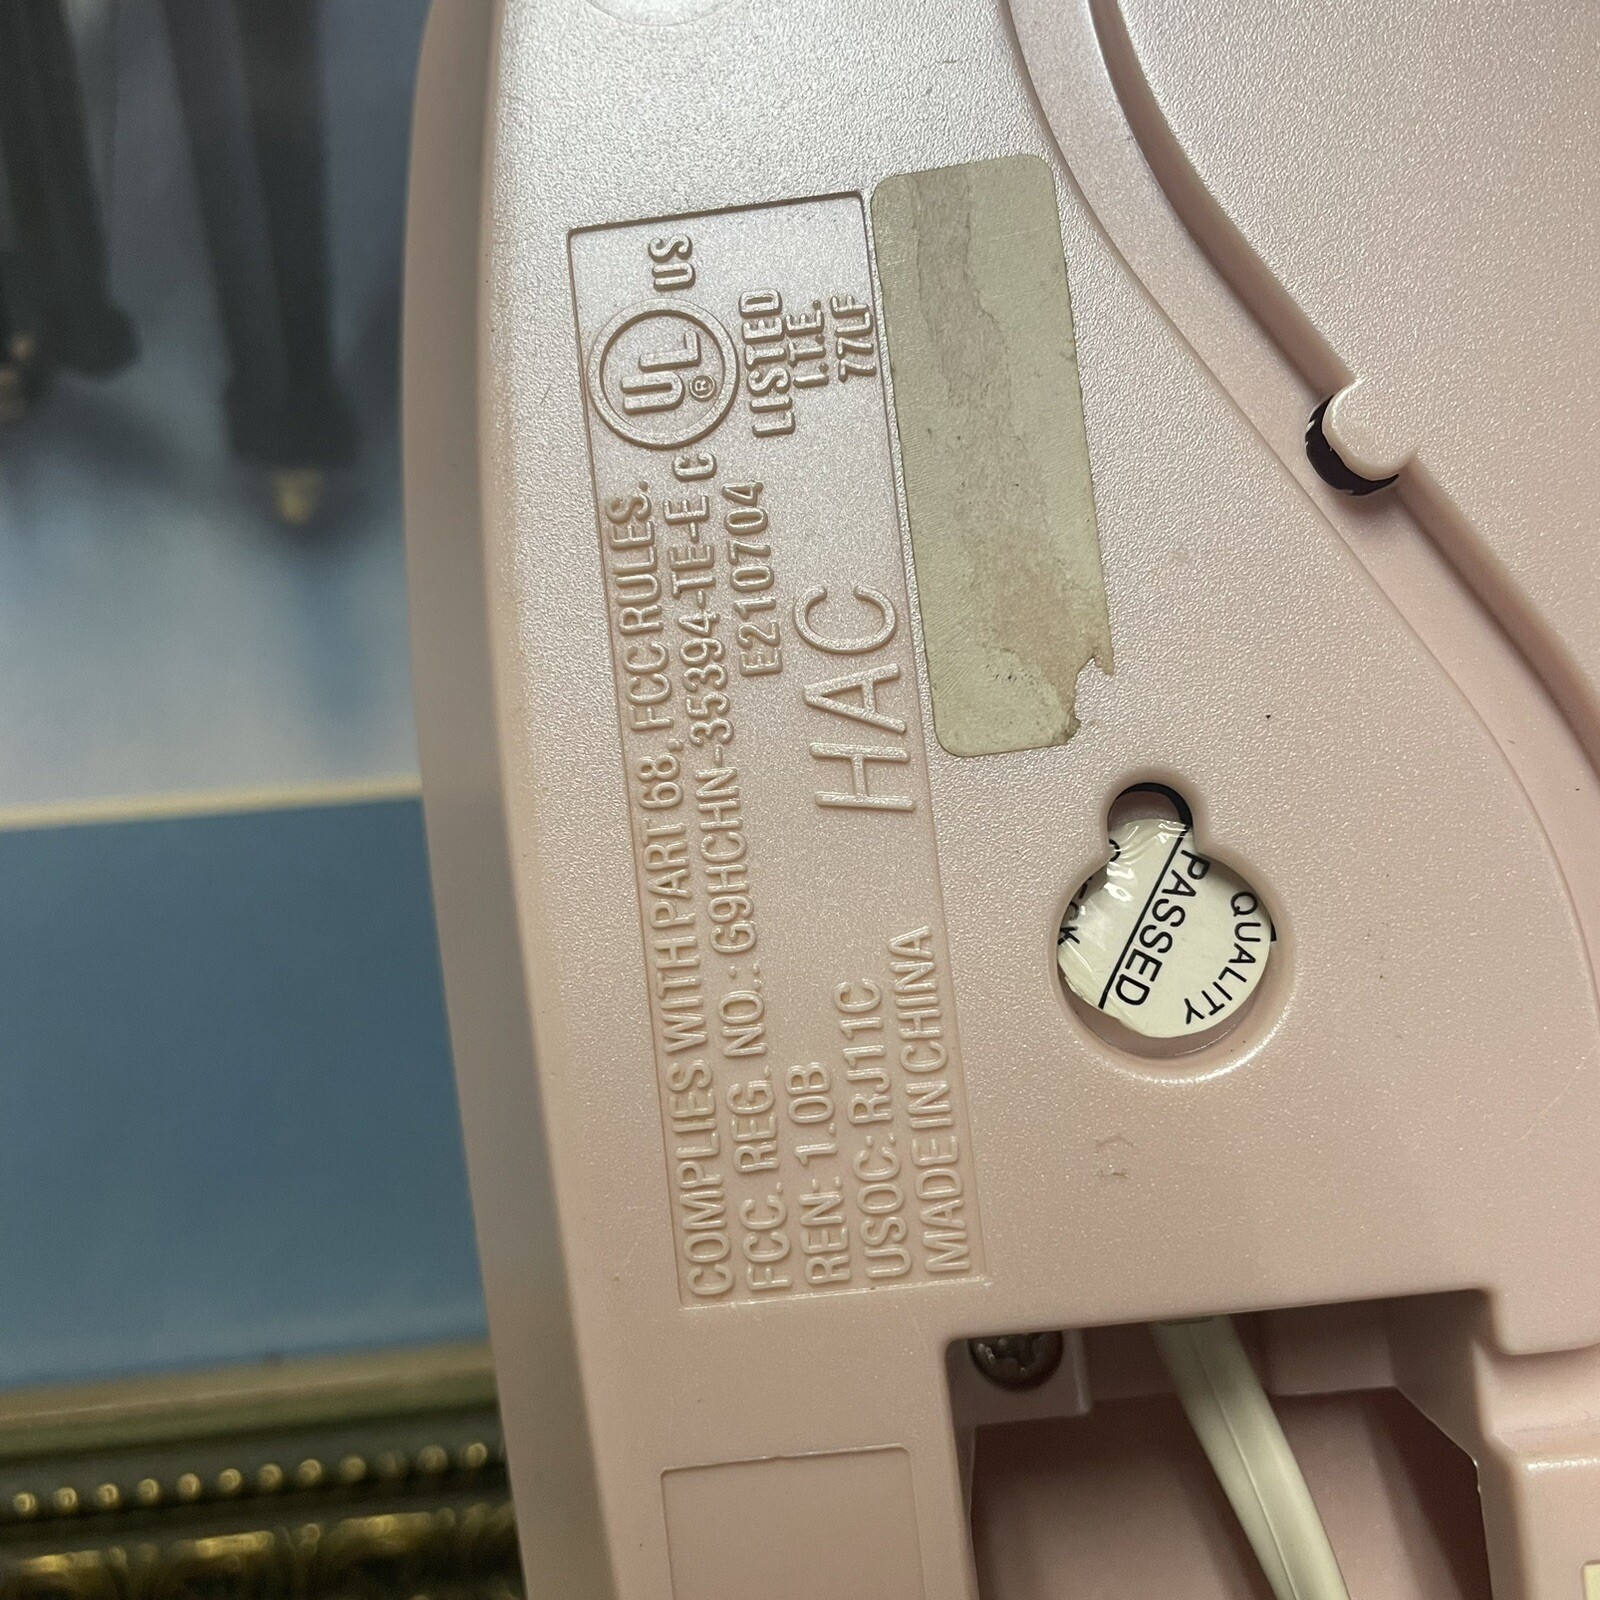 COMPLIES WITH PART 68, FCC RULES.
FCC. REG. NO.: G9HCHN-35394-TE-E
REN: 1.0B
USOC: RJ11C
MADE IN CHINA
E210704
HAC
C UL ® US
LISTED
I.T.E.
77LF
QUALITY
PASSED